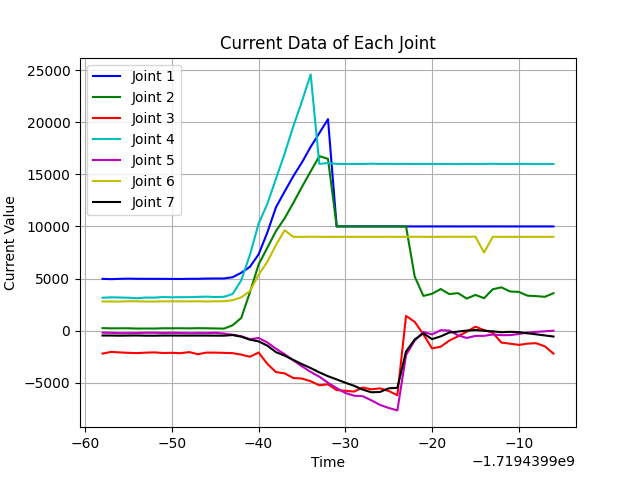 Current Data of Each Joint
25000
20000
15000
10000
5000
0
−5000
Current Value
Joint 1
Joint 2
Joint 3
Joint 4
Joint 5
Joint 6
Joint 7
−60 −50 −40 −30 −20 −10
Time
−1.7194399e9